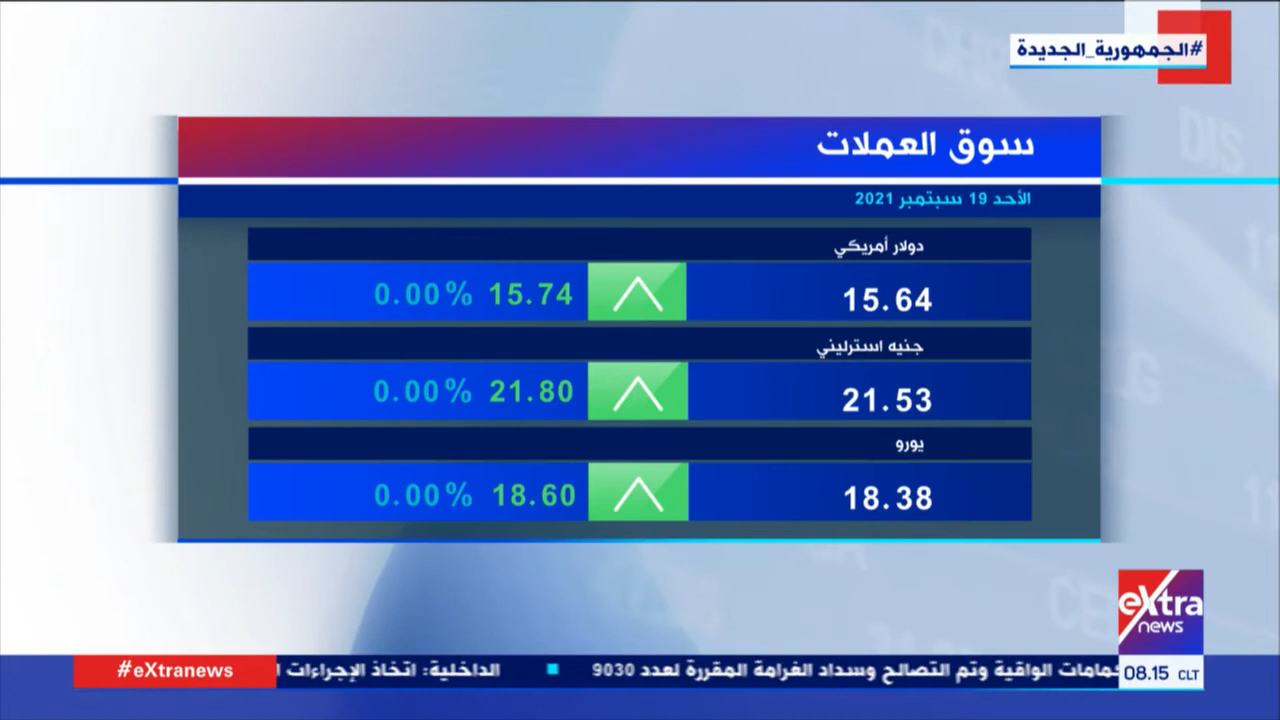 #الجمهورية_الجديدة
سوق العملات
الأحد 19 سبتمبر 2021
دولار أمريكي
15.64 15.74 0.00%
جنيه استرليني
21.53 21.80 0.00%
يورو
18.38 18.60 0.00%
eXtra
news
08.15 CLT
الواقية وتم التصالح وسداد الغرامة المقررة لعدد 9030 الداخلية: اتخاذ الإجراءات
#eXtranews